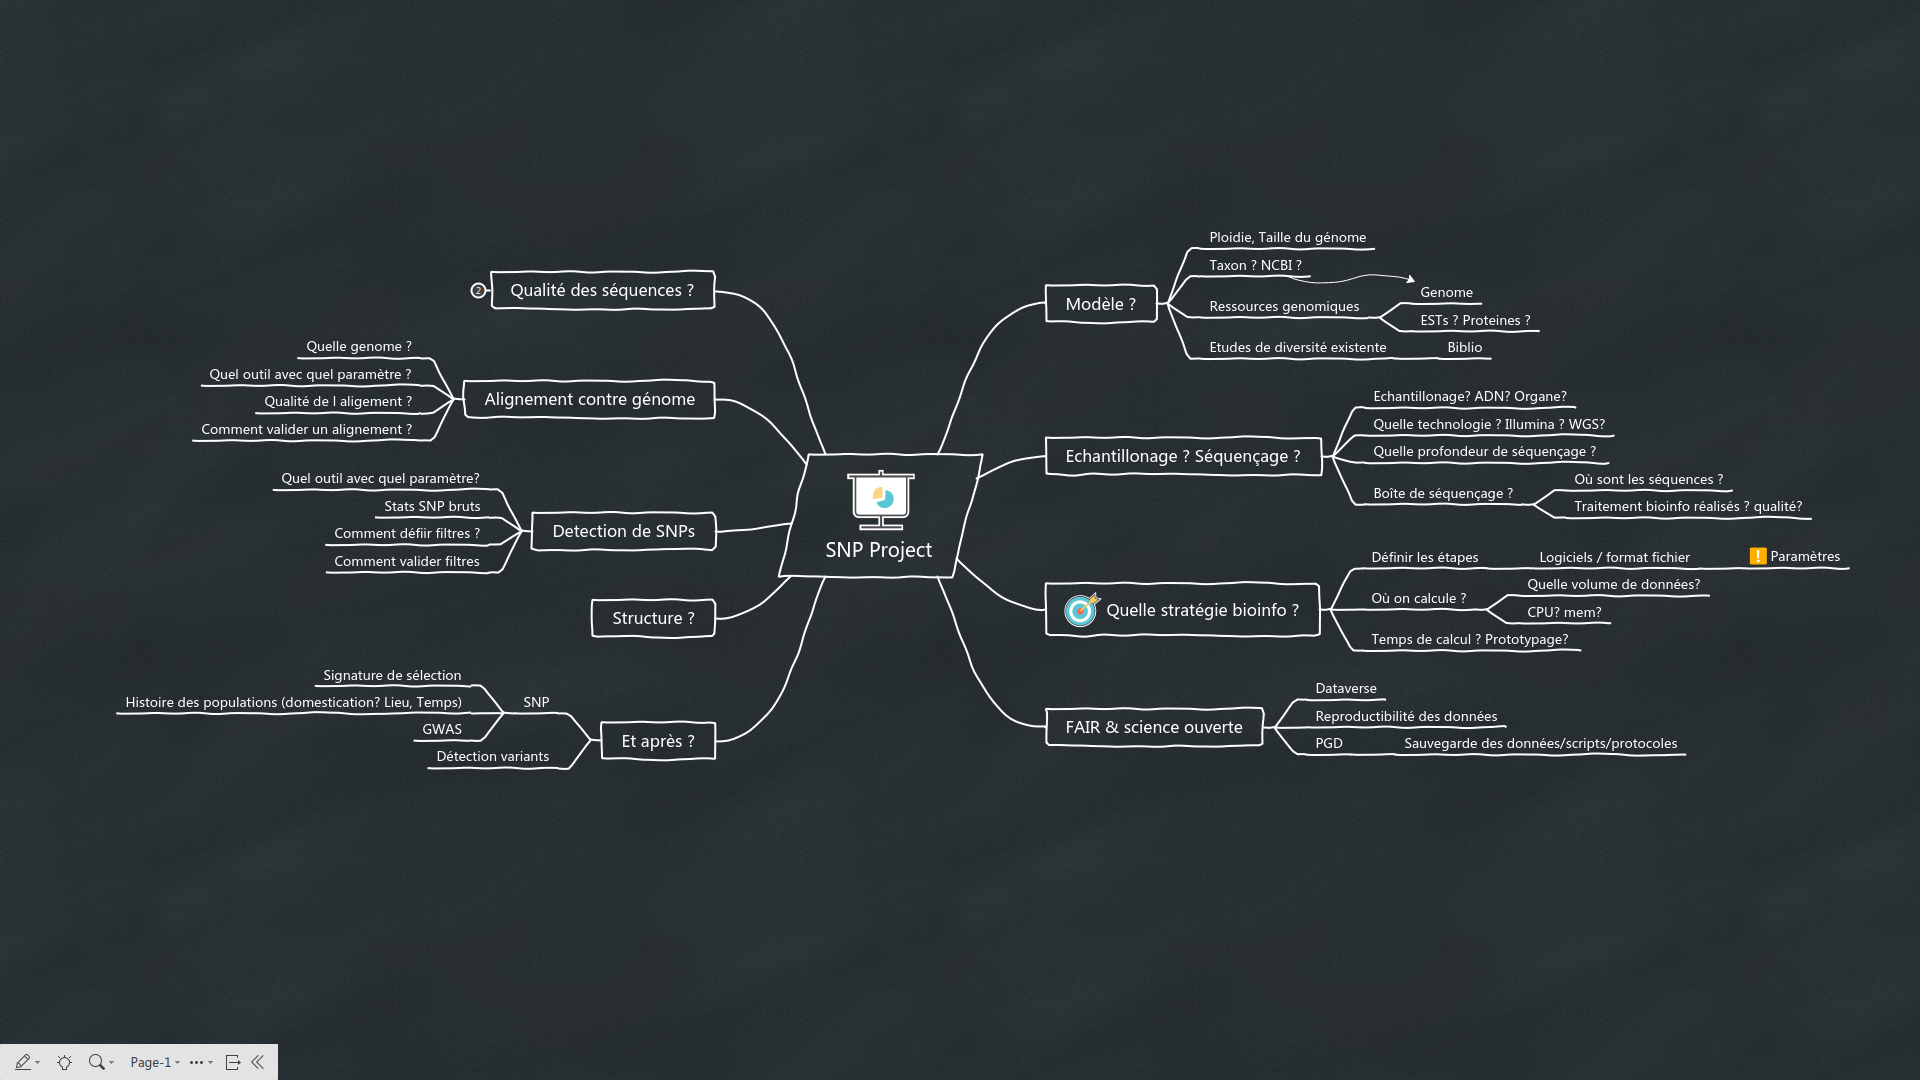 SNP Project
Modèle ?
Ploidie, Taille du génome
Taxon ? NCBI ?
Ressources genomiques
Genome
ESTs ? Proteines ?
Etudes de diversité existente
Biblio
Echantillonage ? Séquençage ?
Echantillonage? ADN? Organe?
Quelle technologie ? Illumina ? WGS?
Quelle profondeur de séquençage ?
Boîte de séquençage ?
Où sont les séquences ?
Traitement bioinfo réalisés ? qualité?
Quelle stratégie bioinfo ?
Définir les étapes
Logiciels / format fichier
! Paramètres
Où on calcule ?
Quelle volume de données?
CPU? mem?
Temps de calcul ? Prototypage?
FAIR & science ouverte
Dataverse
Reproductibilité des données
PGD
Sauvegarde des données/scripts/protocoles
Qualité des séquences ?
2
Alignement contre génome
Quelle genome ?
Quel outil avec quel paramètre ?
Qualité de l aligement ?
Comment valider un alignement ?
Detection de SNPs
Quel outil avec quel paramètre?
Stats SNP bruts
Comment défiir filtres ?
Comment valider filtres
Structure ?
Et après ?
SNP
Signature de sélection
Histoire des populations (domestication? Lieu, Temps)
GWAS
Détection variants
Page-1